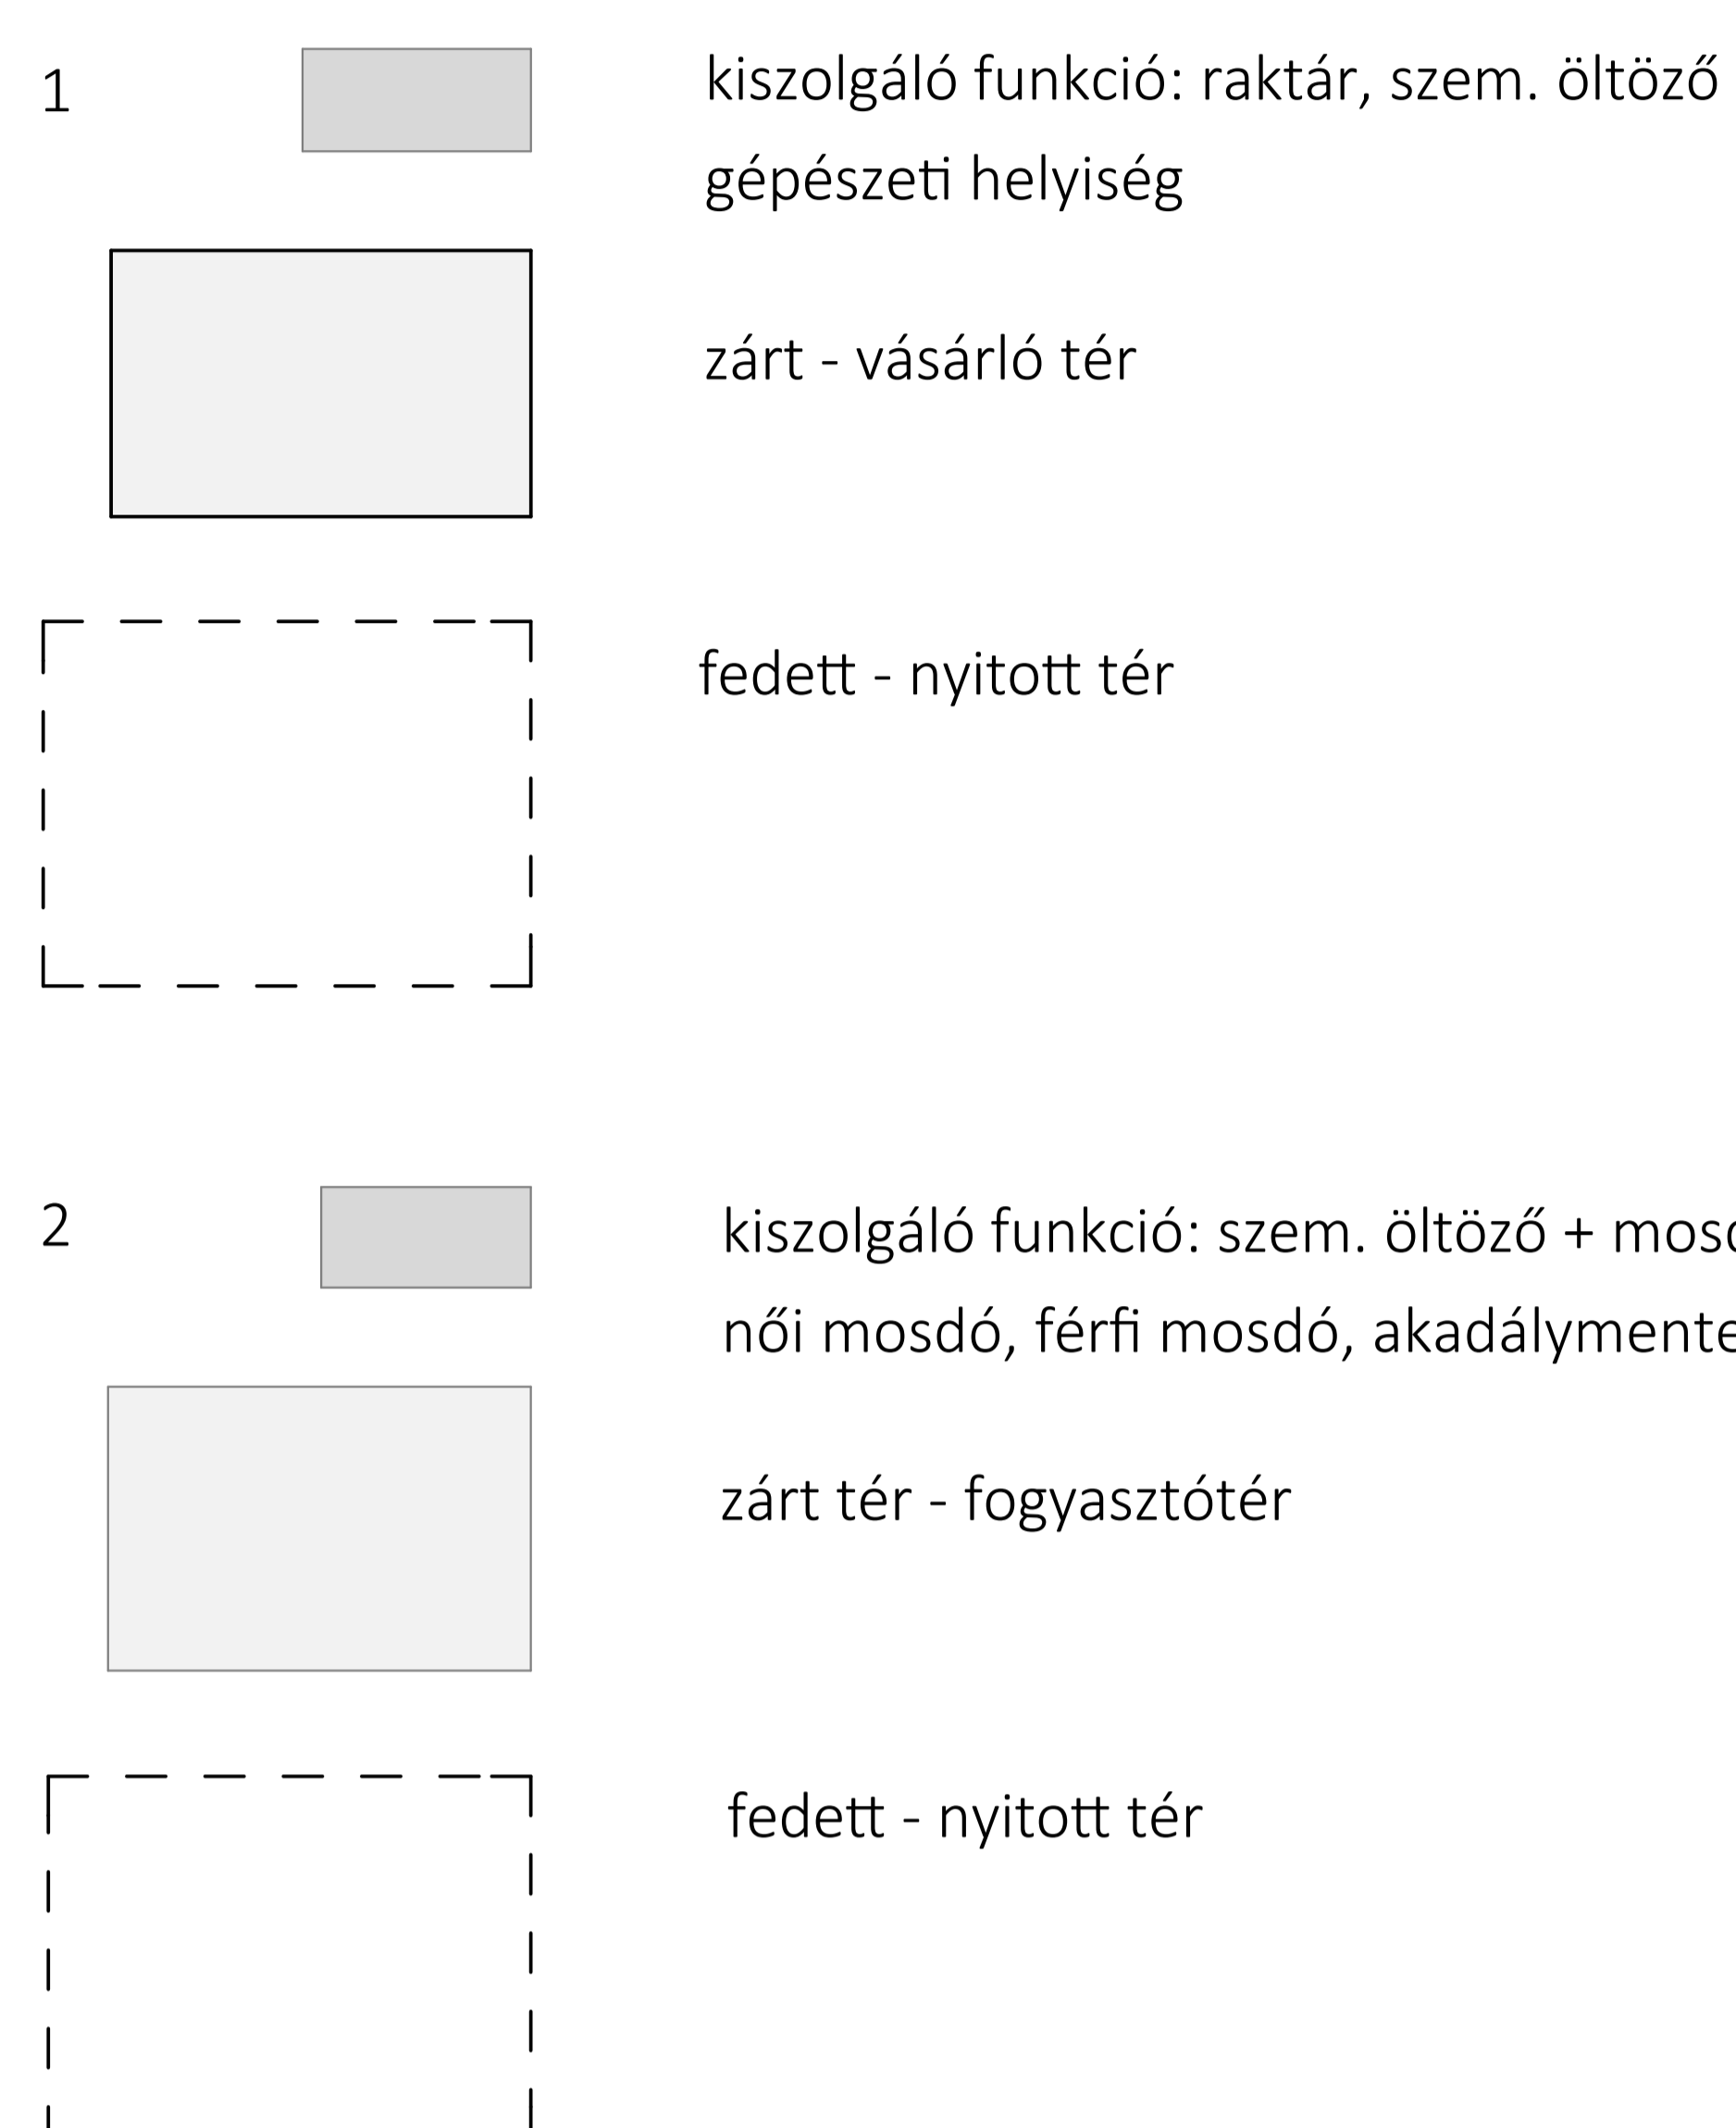 1
kiszolgáló funkció: raktár, szem. öltöző
gépészeti helyiség
zárt - vásárló tér
fedett - nyitott tér
2
kiszolgáló funkció: szem. öltöző +
női mosdó, férfi mosdó,
zárt tér - fogyasztótér
fedett - nyitott tér